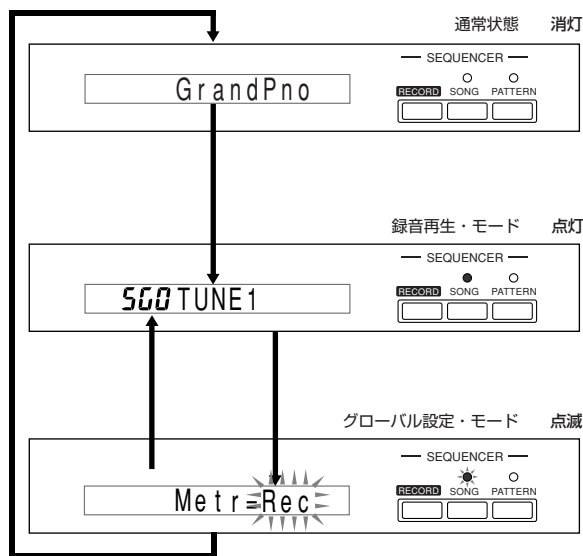 通常状態 消灯
SEQUENCER
RECORD SONG PATTERN
GrandPno
録音再生・モード 点灯
SEQUENCER
RECORD SONG PATTERN
SG0 TUNE1
グローバル設定・モード 点滅
SEQUENCER
RECORD SONG PATTERN
Metr=Rec